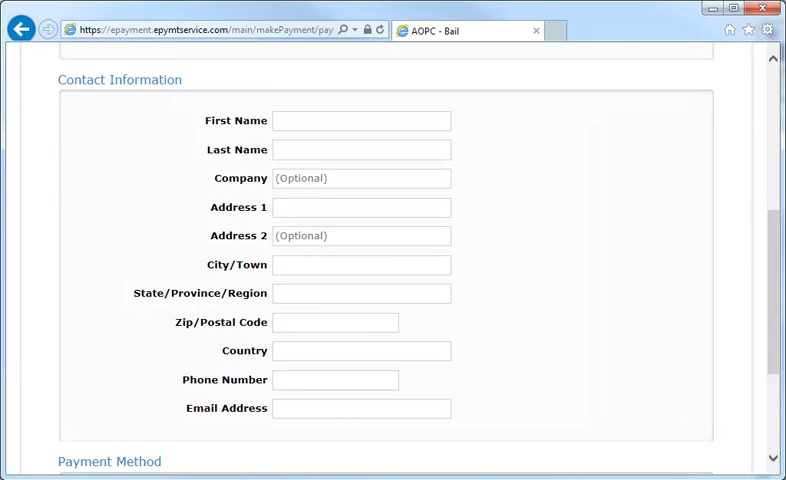 https://epayment.epymtservice.com/main/makePayment/pay
AOPC - Bail
Contact Information
First Name
Last Name
Company (Optional)
Address 1
Address 2 (Optional)
City/Town
State/Province/Region
Zip/Postal Code
Country
Phone Number
Email Address
Payment Method